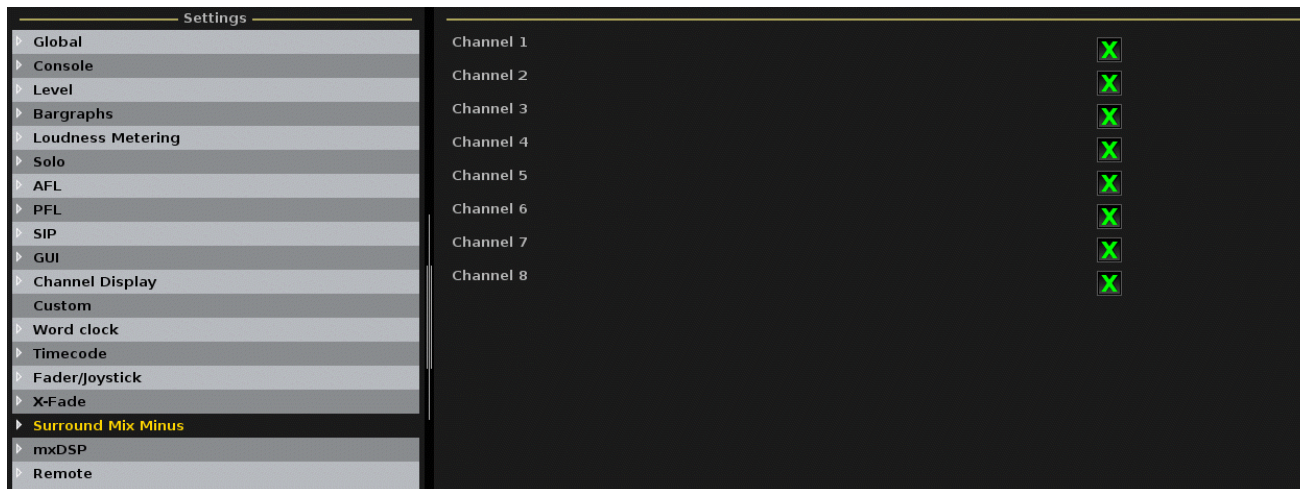 Settings
Global
Console
Level
Bargraphs
Loudness Metering
Solo
AFL
PFL
SIP
GUI
Channel Display
Custom
Word clock
Timecode
Fader/Joystick
X-Fade
Surround Mix Minus
mxDSP
Remote
Channel 1 X
Channel 2 X
Channel 3 X
Channel 4 X
Channel 5 X
Channel 6 X
Channel 7 X
Channel 8 X